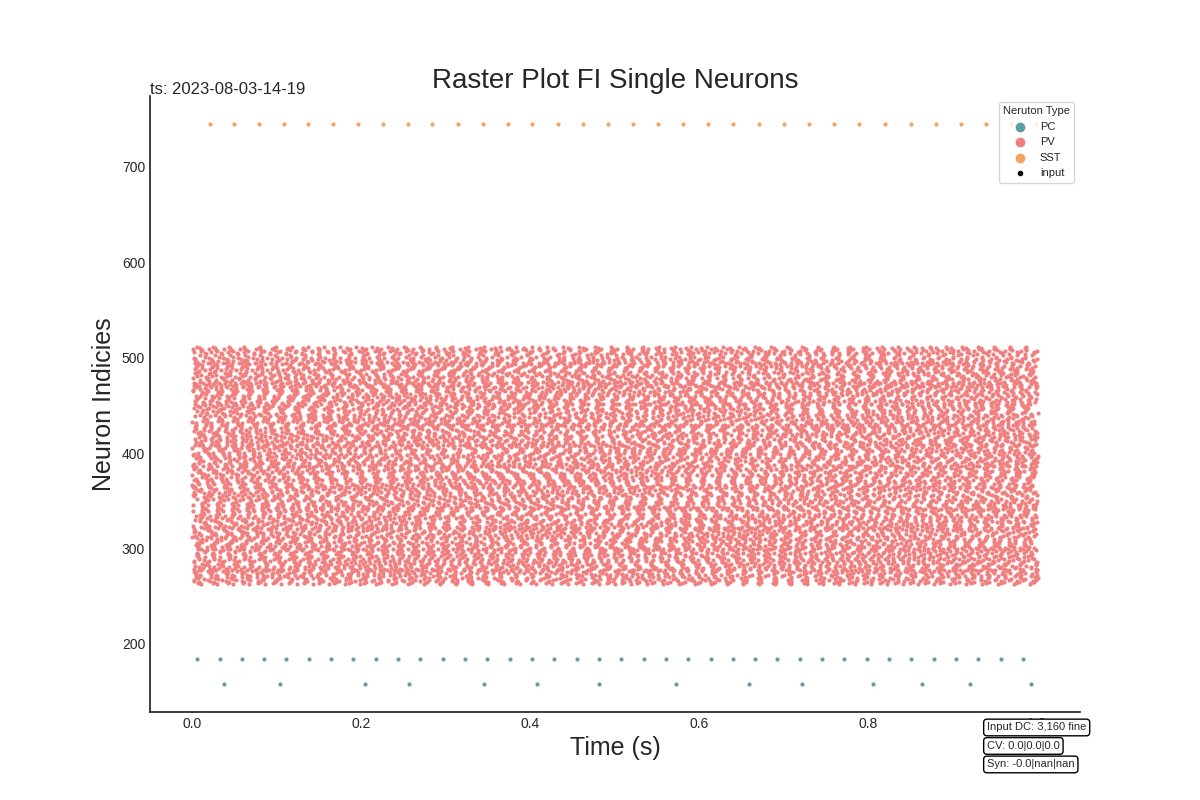 Raster Plot FI Single Neurons
ts: 2023-08-03-14-19
Neruton Type
PC
PV
SST
input
Neuron Indicies
700
600
500
400
300
200
0.0
0.2
0.4
0.6
0.8
Time (s)
Input DC: 3,160 fine
CV: 0.0|0.0|0.0
Syn: -0.0|nan|nan